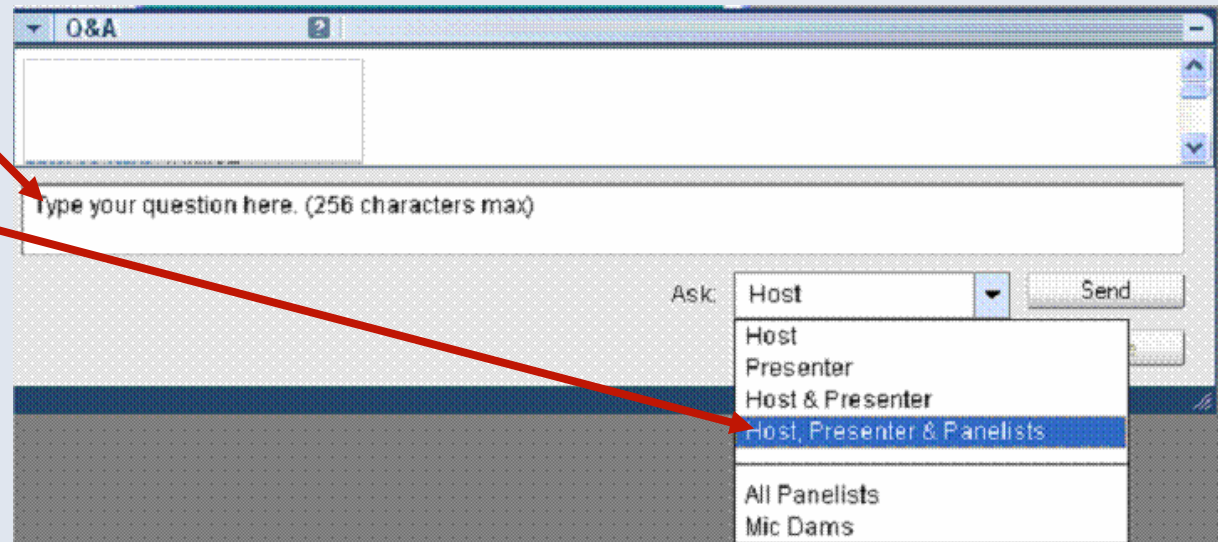 Q&A
?
Type your question here. (256 characters max)
Ask: Host Send
Host
Presenter
Host & Presenter
Host, Presenter & Panelists
All Panelists
Mic Dams